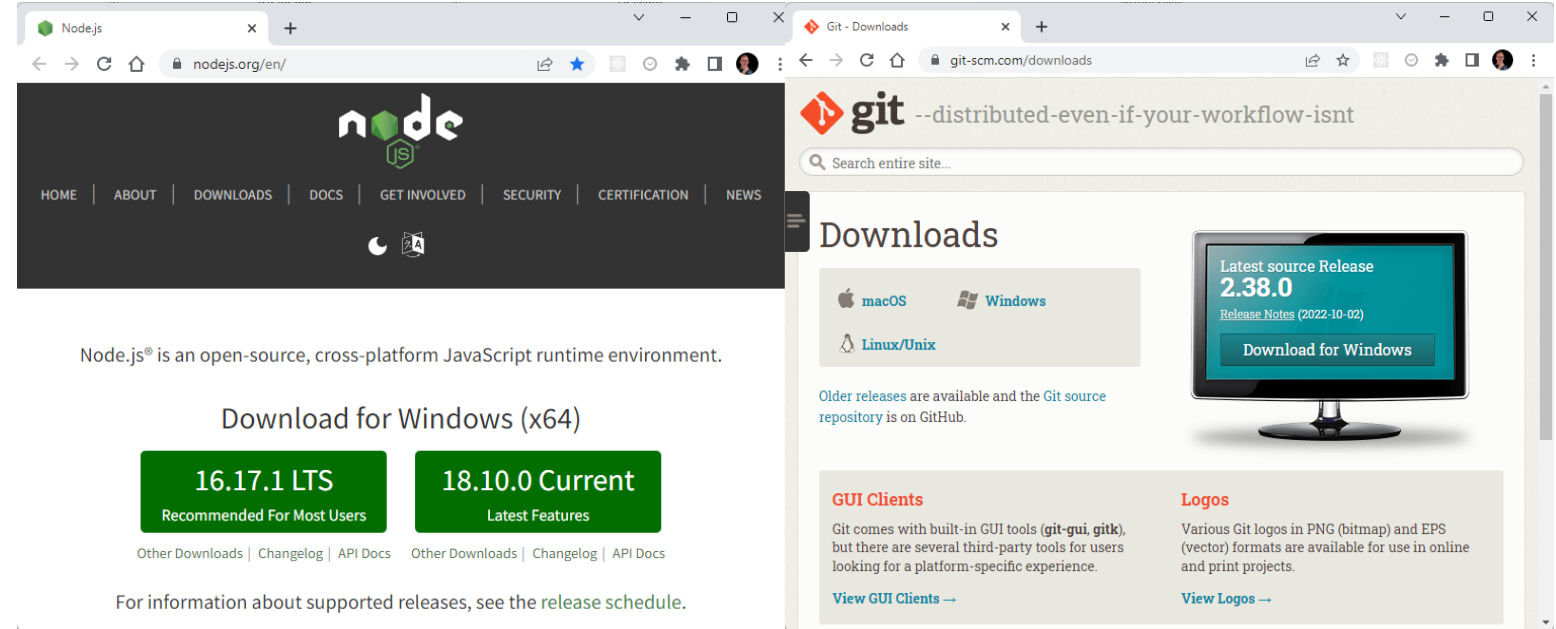 Node.js
nodejs.org/en/
node
JS
HOME | ABOUT | DOWNLOADS | DOCS | GET INVOLVED | SECURITY | CERTIFICATION | NEWS
A
Node.js® is an open-source, cross-platform JavaScript runtime environment.
Download for Windows (x64)
16.17.1 LTS
Recommended For Most Users
18.10.0 Current
Latest Features
Other Downloads | Changelog | API Docs
Other Downloads | Changelog | API Docs
For information about supported releases, see the release schedule.
Git - Downloads
git-scm.com/downloads
git --distributed-even-if-your-workflow-isnt
Search entire site...
Downloads
macOS
Windows
Linux/Unix
Older releases are available and the Git source
repository is on GitHub.
Latest source Release
2.38.0
Release Notes (2022-10-02)
Download for Windows
GUI Clients
Git comes with built-in GUI tools (git-gui, gitk),
but there are several third-party tools for users
looking for a platform-specific experience.
View GUI Clients →
Logos
Various Git logos in PNG (bitmap) and EPS
(vector) formats are available for use in online
and print projects.
View Logos →